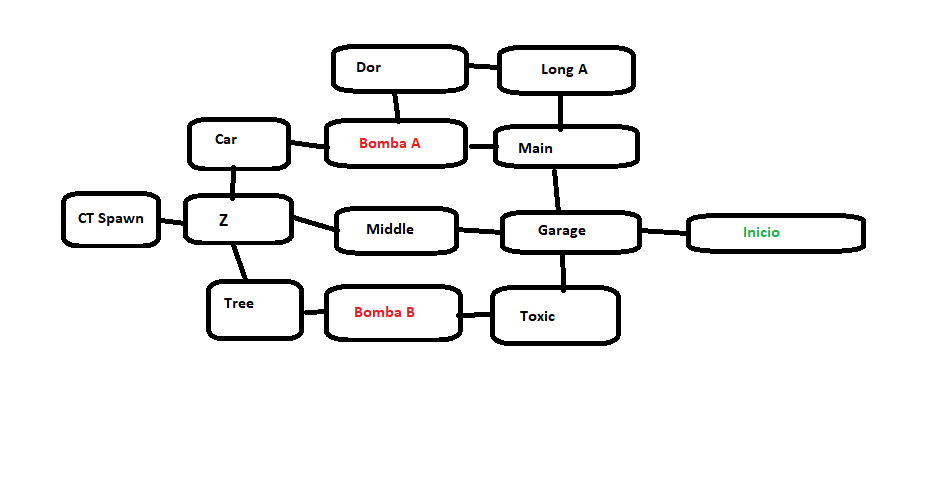 Dor
Long A
Car
Bomba A
Main
CT Spawn
Z
Middle
Garage
Inicio
Tree
Bomba B
Toxic